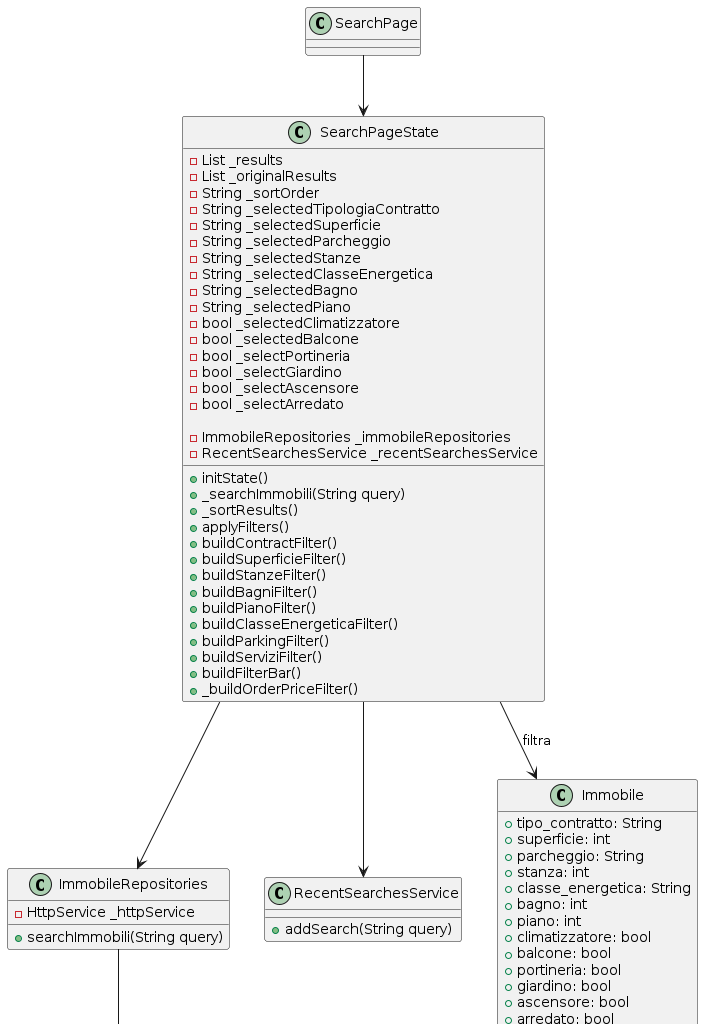 C SearchPage
C SearchPageState
List _results
List _originalResults
String _sortOrder
String _selectedTipologiaContratto
String _selectedSuperficie
String _selectedParcheggio
String _selectedStanze
String _selectedClasseEnergetica
String _selectedBagno
String _selectedPiano
bool _selectedClimatizzatore
bool _selectedBalcone
bool _selectPortineria
bool _selectGiardino
bool _selectAscensore
bool _selectArredato
ImmobileRepositories _immobileRepositories
RecentSearchesService _recentSearchesService
initState()
_searchImmobili(String query)
_sortResults()
applyFilters()
buildContractFilter()
buildSuperficieFilter()
buildStanzeFilter()
buildBagniFilter()
buildPianoFilter()
buildClasseEnergeticaFilter()
buildParkingFilter()
buildServiziFilter()
buildFilterBar()
_buildOrderPriceFilter()
filtra
C ImmobileRepositories
HttpService _httpService
searchImmobili(String query)
C RecentSearchesService
addSearch(String query)
C Immobile
tipo_contratto: String
superficie: int
parcheggio: String
stanza: int
classe_energetica: String
bagno: int
piano: int
climatizzatore: bool
balcone: bool
portineria: bool
giardino: bool
ascensore: bool
arredato: bool